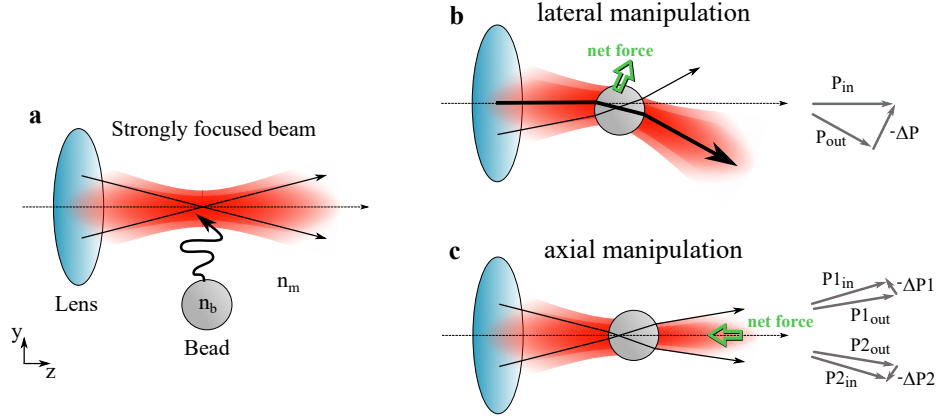 a
Strongly focused beam
Lens
n_b
n_m
Bead
y
z
b
lateral manipulation
net force
P_in
P_out
-ΔP
c
axial manipulation
net force
P1_in
-ΔP1
P1_out
P2_out
P2_in
-ΔP2